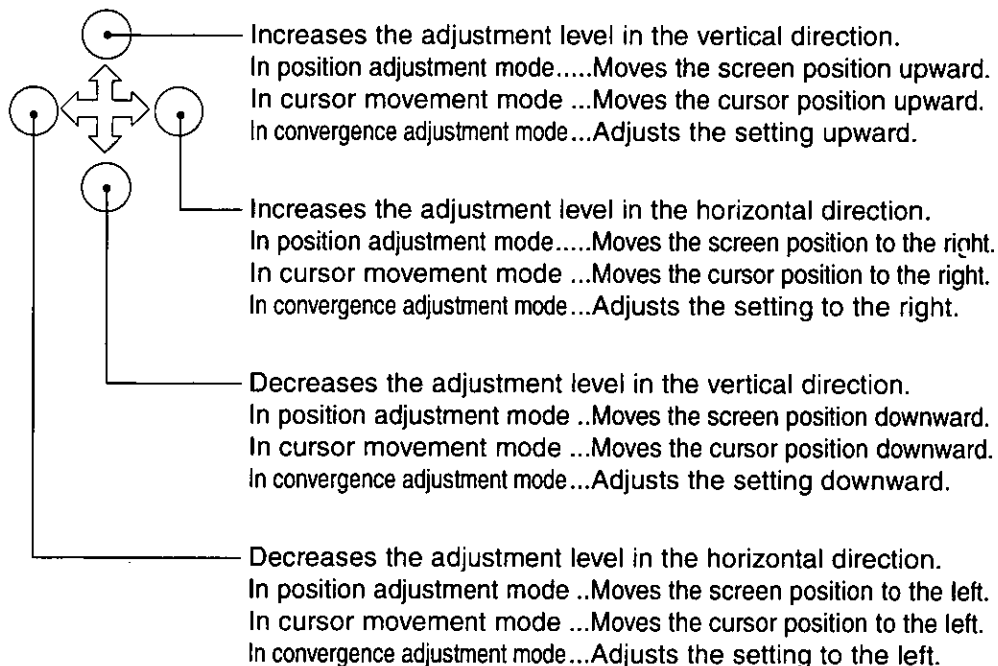 Increases the adjustment level in the vertical direction.
In position adjustment mode.....Moves the screen position upward.
In cursor movement mode ...Moves the cursor position upward.
In convergence adjustment mode...Adjusts the setting upward.
Increases the adjustment level in the horizontal direction.
In position adjustment mode.....Moves the screen position to the right.
In cursor movement mode ...Moves the cursor position to the right.
In convergence adjustment mode...Adjusts the setting to the right.
Decreases the adjustment level in the vertical direction.
In position adjustment mode ..Moves the screen position downward.
In cursor movement mode ...Moves the cursor position downward.
In convergence adjustment mode...Adjusts the setting downward.
Decreases the adjustment level in the horizontal direction.
In position adjustment mode ..Moves the screen position to the left.
In cursor movement mode ...Moves the cursor position to the left.
In convergence adjustment mode...Adjusts the setting to the left.